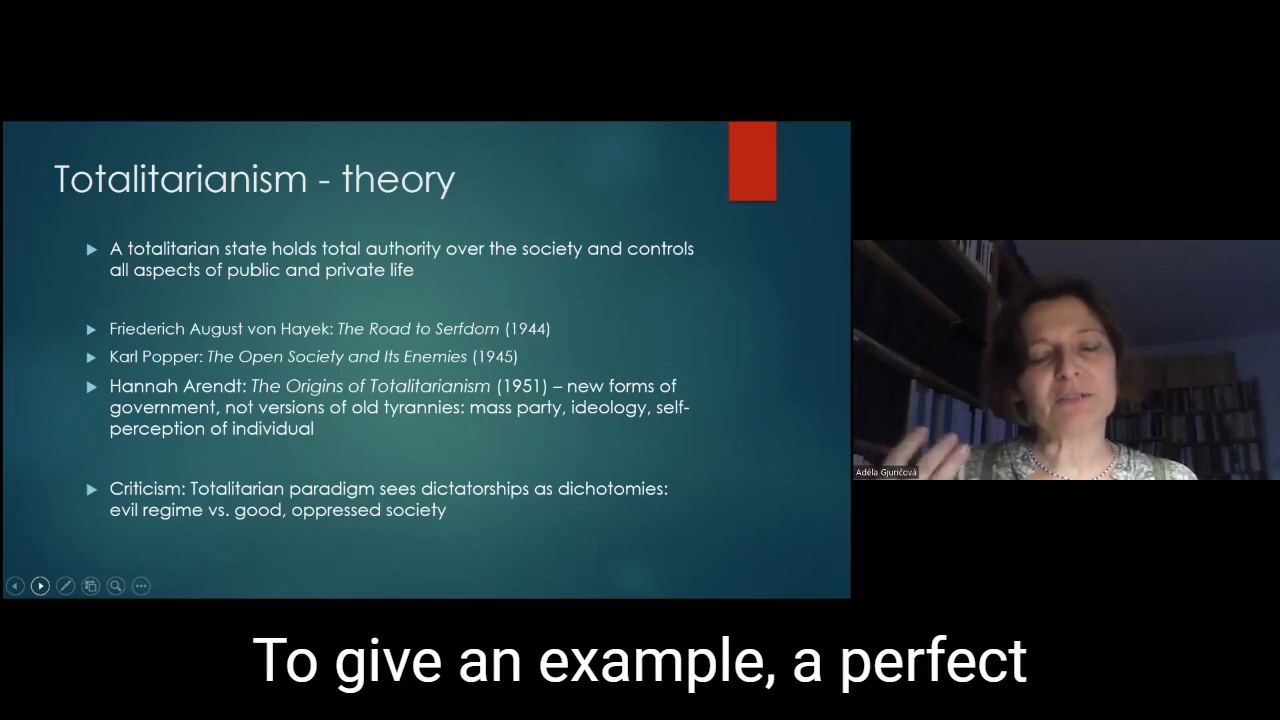 Totalitarianism - theory
A totalitarian state holds total authority over the society and controls
all aspects of public and private life
Friederich August von Hayek: The Road to Serfdom (1944)
Karl Popper: The Open Society and Its Enemies (1945)
Hannah Arendt: The Origins of Totalitarianism (1951) – new forms of
government, not versions of old tyrannies: mass party, ideology, self-
perception of individual
Criticism: Totalitarian paradigm sees dictatorships as dichotomies:
evil regime vs. good, oppressed society
Adéla Gjuričová
To give an example, a perfect